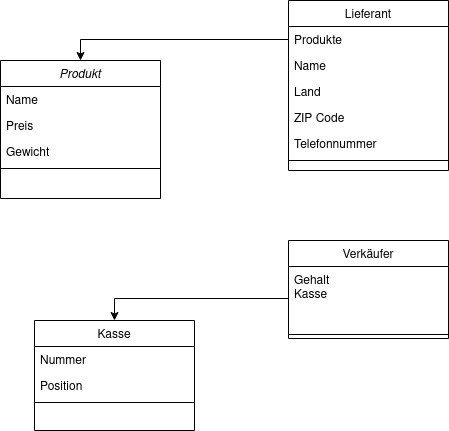 Lieferant
Produkte
Name
Land
ZIP Code
Telefonnummer
Produkt
Name
Preis
Gewicht
Verkäufer
Gehalt
Kasse
Kasse
Nummer
Position